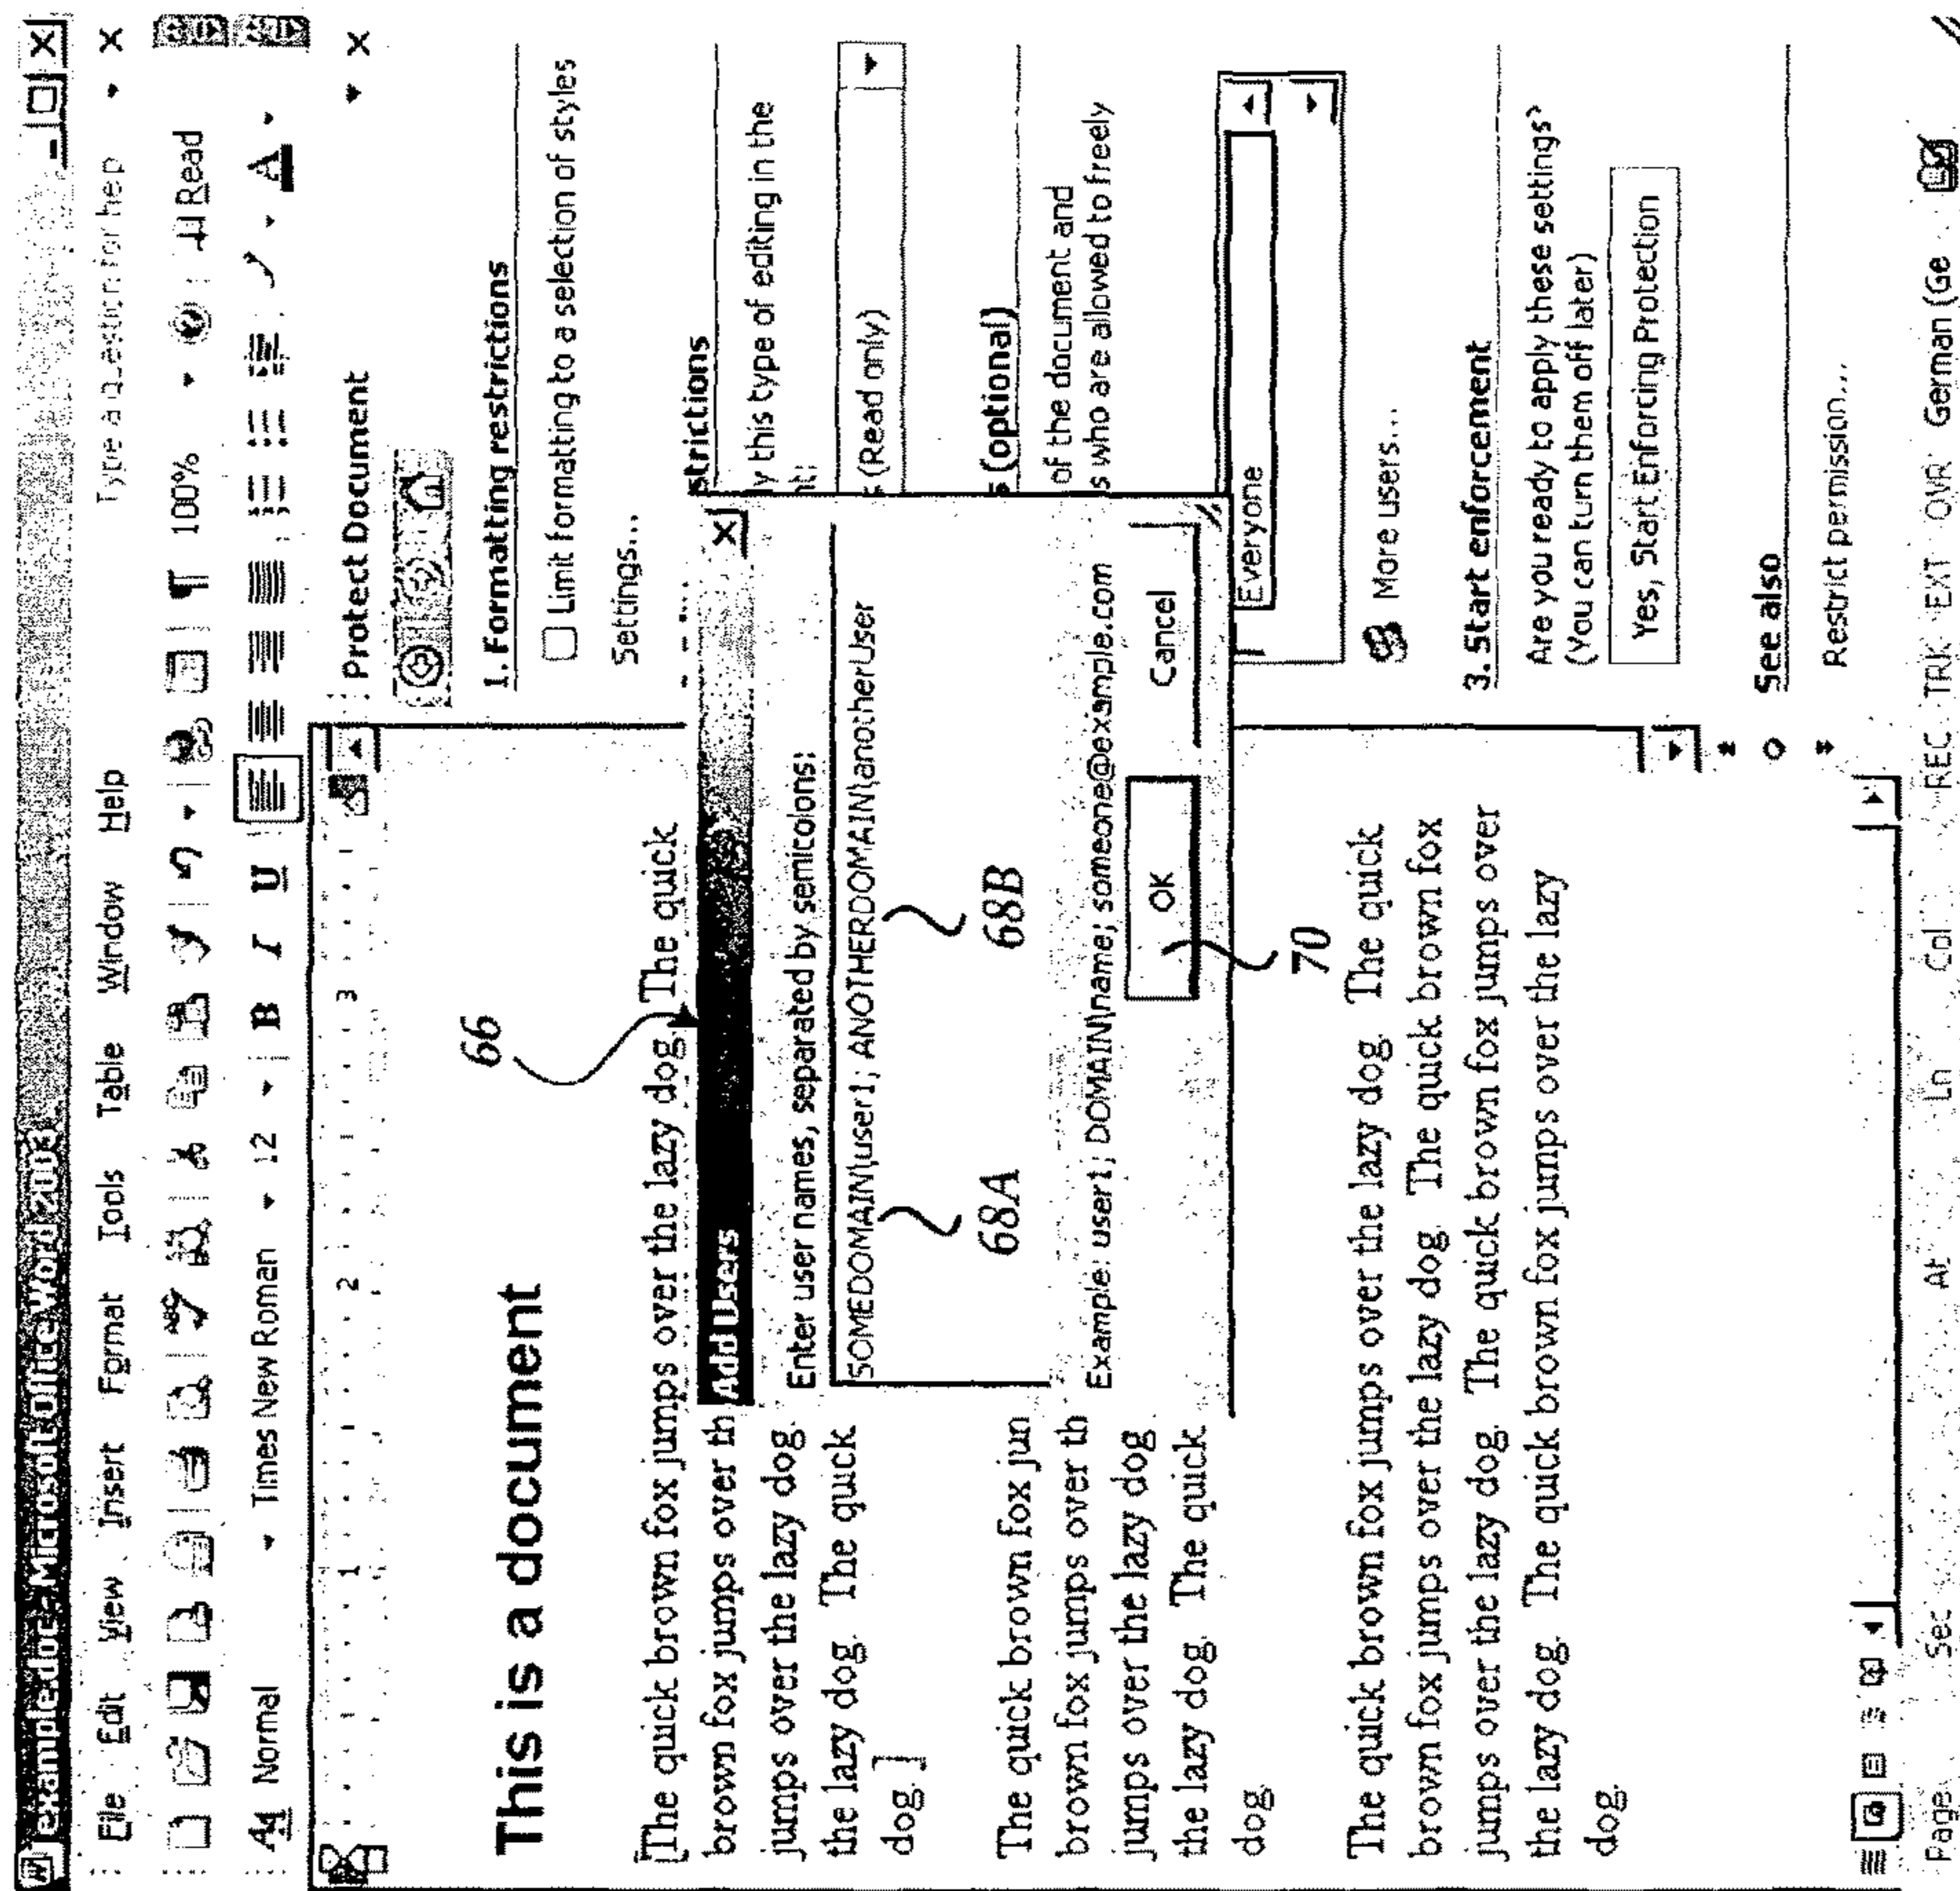 example.doc - Microsoft Office Word 2003
File Edit View Insert Format Tools Table Window Help Type a question for help
100% Read
Normal Times New Roman 12 B I U
1 2 3
Protect Document
1. Formatting restrictions
Limit formatting to a selection of styles
Settings...
strictions
y this type of editing in the
nt:
s (Read only)
s (optional)
of the document and
s who are allowed to freely
Everyone
More users...
3. Start enforcement
Are you ready to apply these settings?
(You can turn them off later)
Yes, Start Enforcing Protection
See also
Restrict permission...
This is a document
66
[The quick brown fox jumps over the lazy dog. The quick
brown fox jumps over th
jumps over the lazy dog.
the lazy dog. The quick
dog.]
Add Users
Enter user names, separated by semicolons:
SOMEDOMAIN\user1; ANOTHERDOMAIN\anotherUser
68A 68B
Example: user1; DOMAIN\name; someone@example.com
OK Cancel
70
The quick brown fox jun
brown fox jumps over th
jumps over the lazy dog
the lazy dog. The quick
dog.
The quick brown fox jumps over the lazy dog. The quick
brown fox jumps over the lazy dog. The quick brown fox
jumps over the lazy dog. The quick brown fox jumps over
the lazy dog. The quick brown fox jumps over the lazy
dog.
Page Sec At Ln Col REC TRK EXT OVR German (Ge